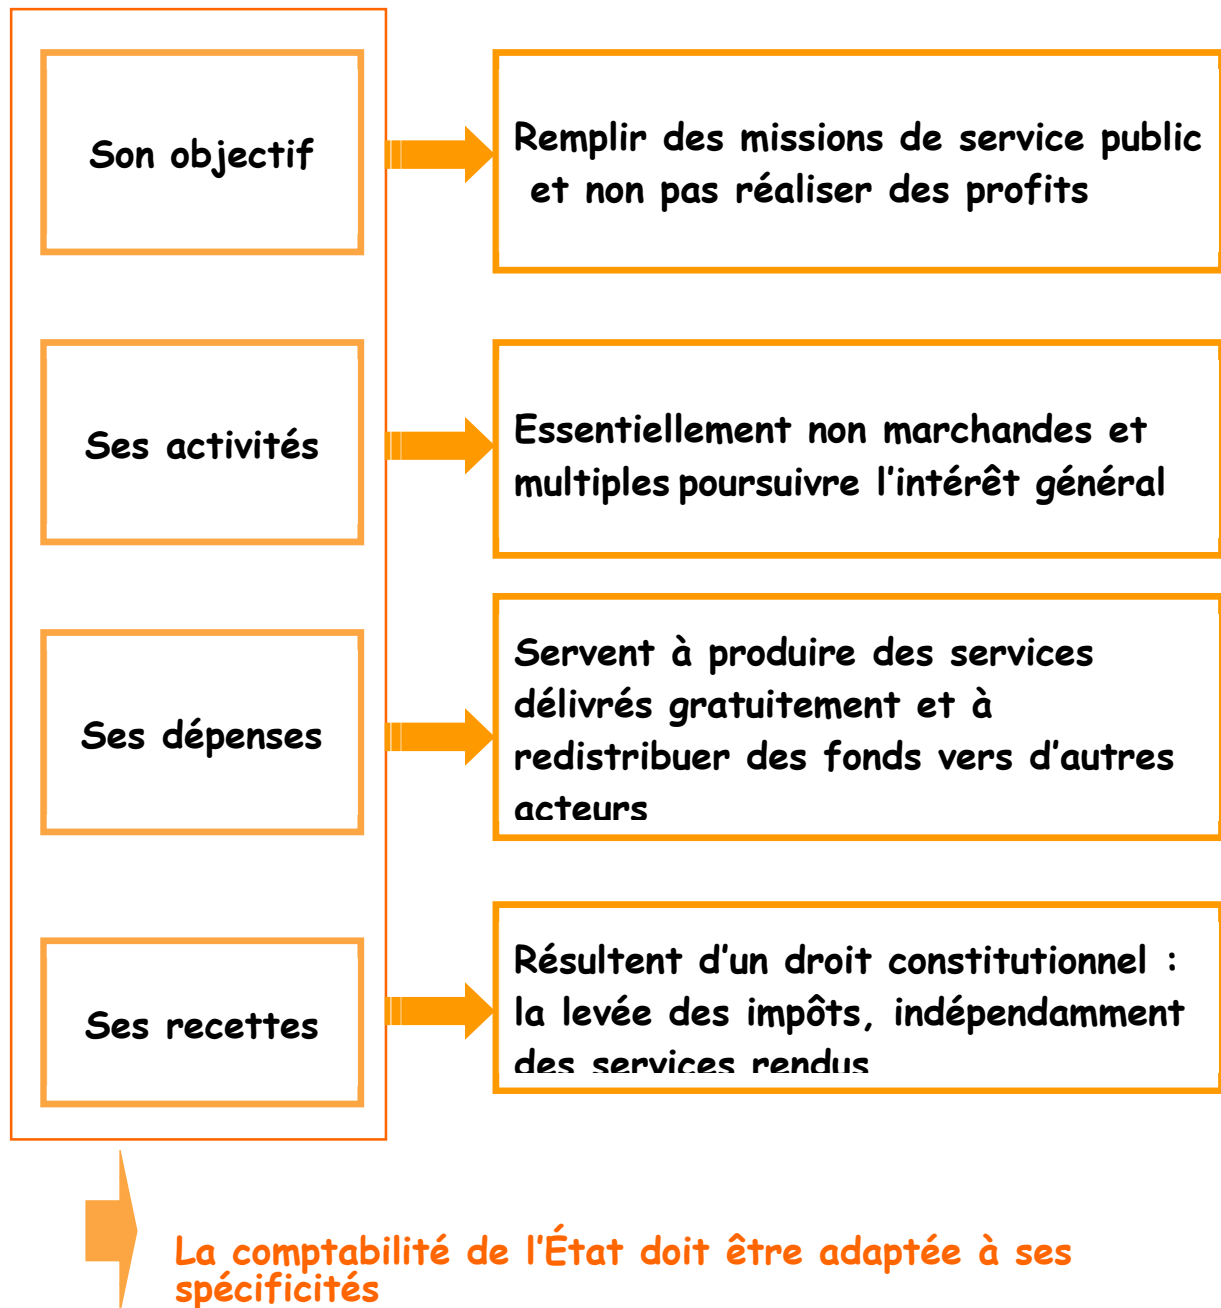 Son objectif
Remplir des missions de service public
et non pas réaliser des profits
Ses activités
Essentiellement non marchandes et
multiples poursuivre l'intérêt général
Ses dépenses
Servent à produire des services
délivrés gratuitement et à
redistribuer des fonds vers d'autres
acteurs
Ses recettes
Résultent d'un droit constitutionnel :
la levée des impôts, indépendamment
des services rendus
La comptabilité de l'État doit être adaptée à ses
spécificités